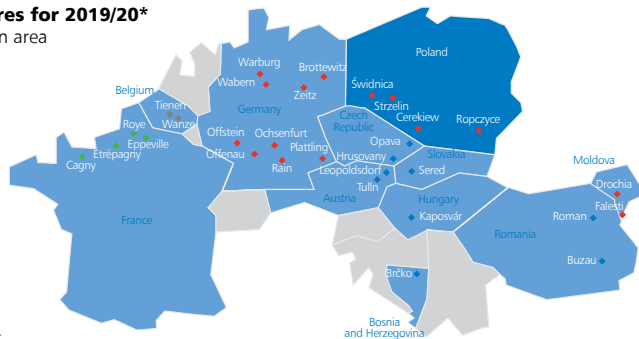 res for 2019/20*
n area
Poland
Warburg
Brottewitz
Wabern
Świdnica
Belgium
Zeitz
Strzelin
Tienen
Germany
Czech
Republic
Cerekiew
Ropczyce
Roye
Wanze
Offstein
Ochsenfurt
Opava
Eppeville
Plattling
Hrusovany
Slovakia
Étrépagny
Offenau
Moldova
Cagny
Rain
Leopoldsdorf
Sered
Tulln
Drochia
Austria
Hungary
Falesti
France
Kaposvár
Roman
Romania
Buzau
Brčko
Bosnia
and Herzegovina